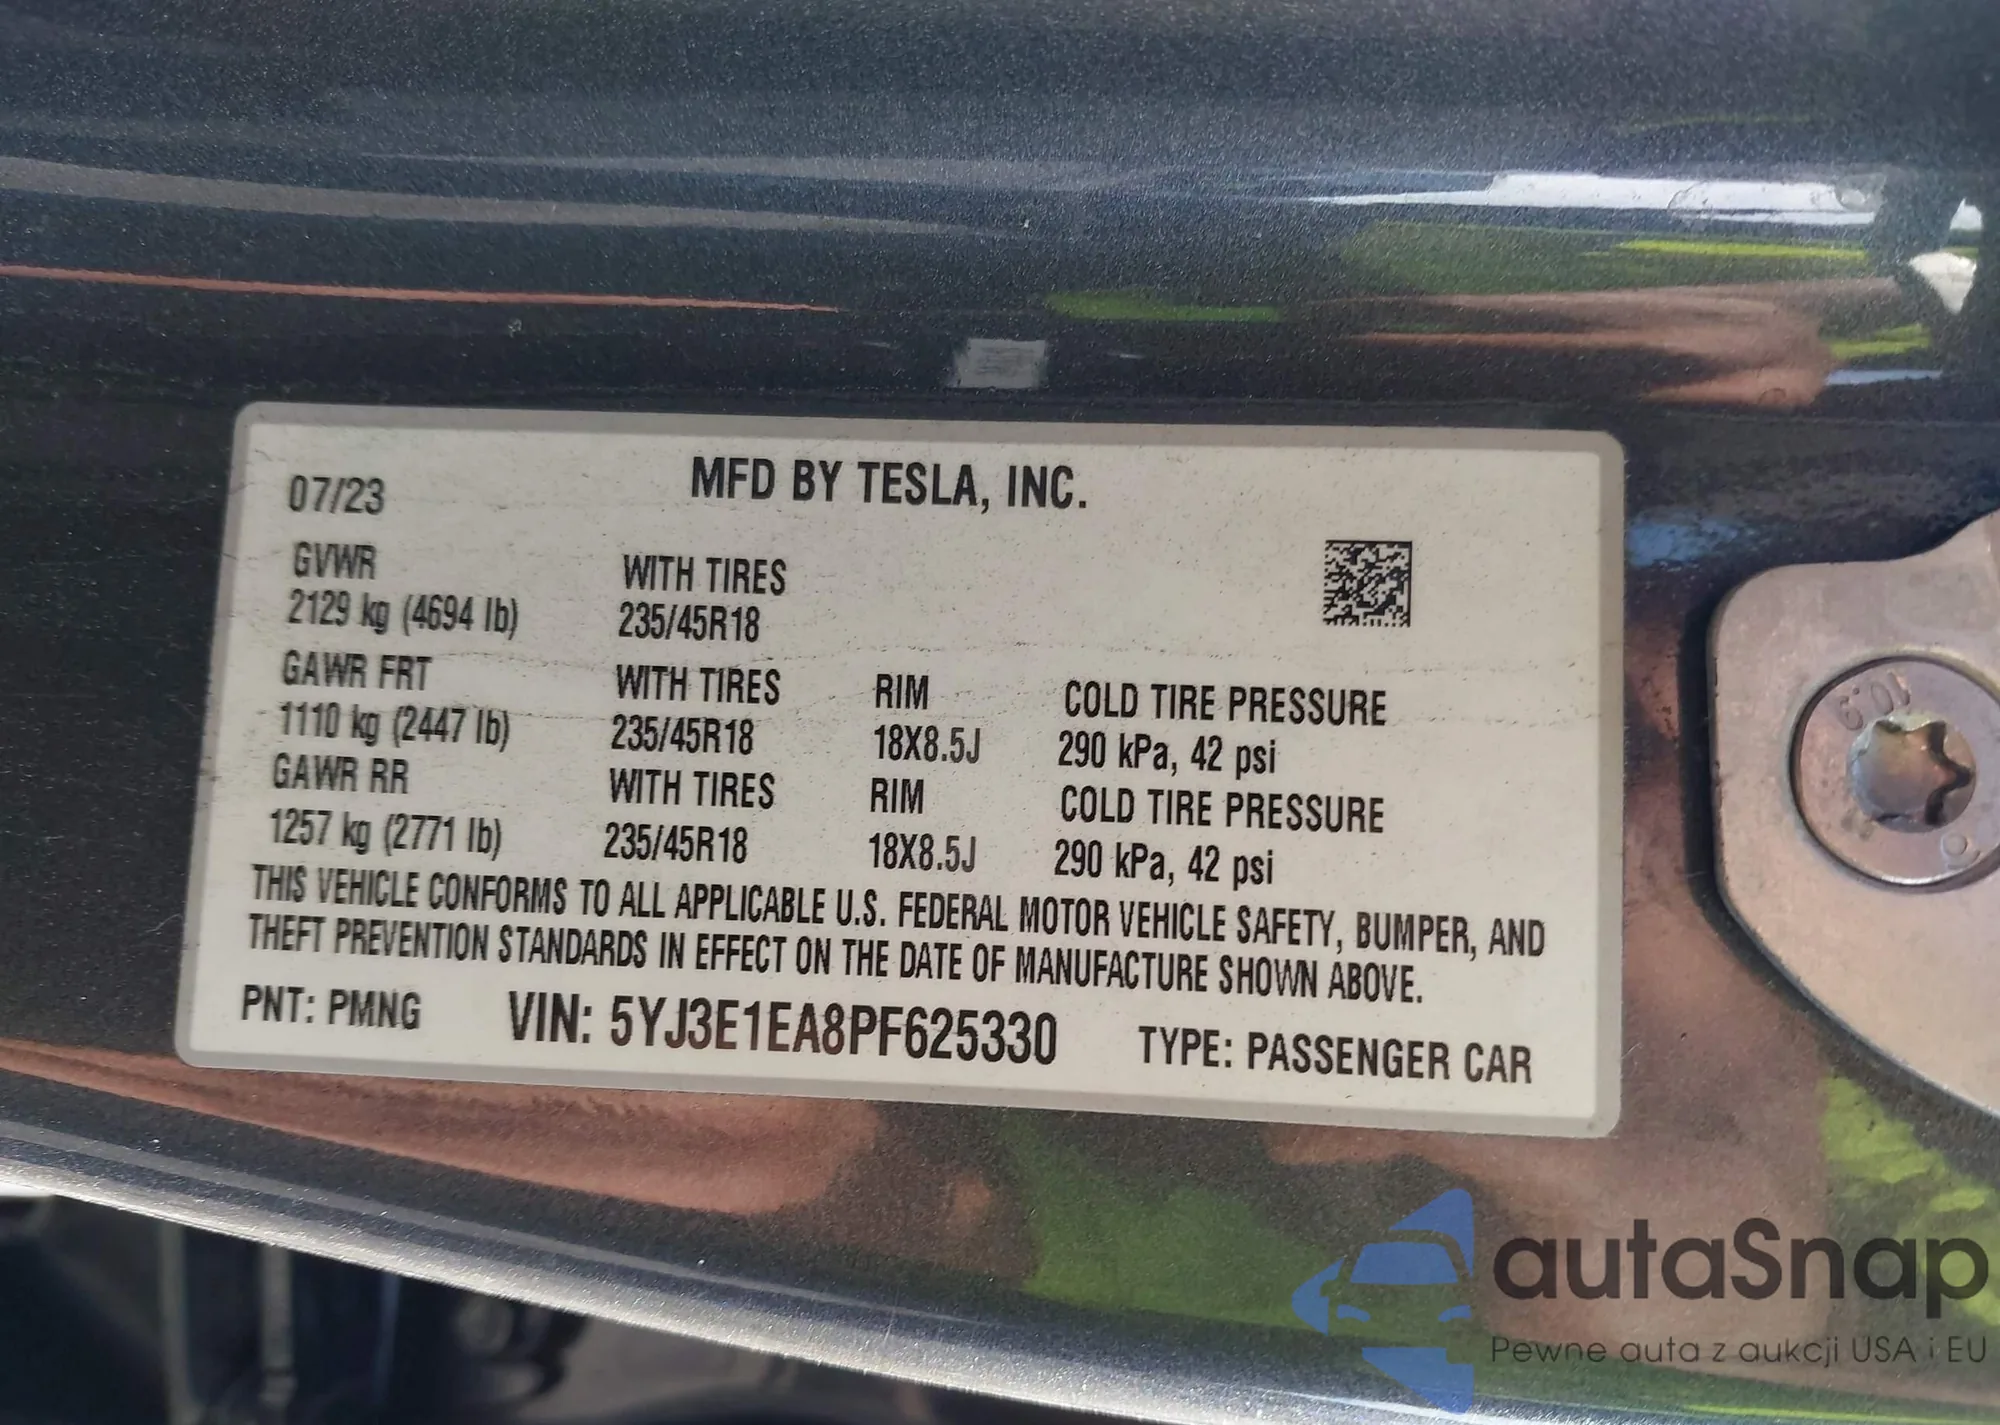 07/23
MFD BY TESLA, INC.
GVWR
2129 kg (4694 lb)
WITH TIRES
235/45R18
GAWR FRT
1110 kg (2447 lb)
WITH TIRES
235/45R18
RIM
18X8.5J
COLD TIRE PRESSURE
290 kPa, 42 psi
GAWR RR
1257 kg (2771 lb)
WITH TIRES
235/45R18
RIM
18X8.5J
COLD TIRE PRESSURE
290 kPa, 42 psi
THIS VEHICLE CONFORMS TO ALL APPLICABLE U.S. FEDERAL MOTOR VEHICLE SAFETY, BUMPER, AND
THEFT PREVENTION STANDARDS IN EFFECT ON THE DATE OF MANUFACTURE SHOWN ABOVE.
PNT: PMNG
VIN: 5YJ3E1EA8PF625330
TYPE: PASSENGER CAR
10.9
autaSnap
Pewne auta z aukcji USA i EU